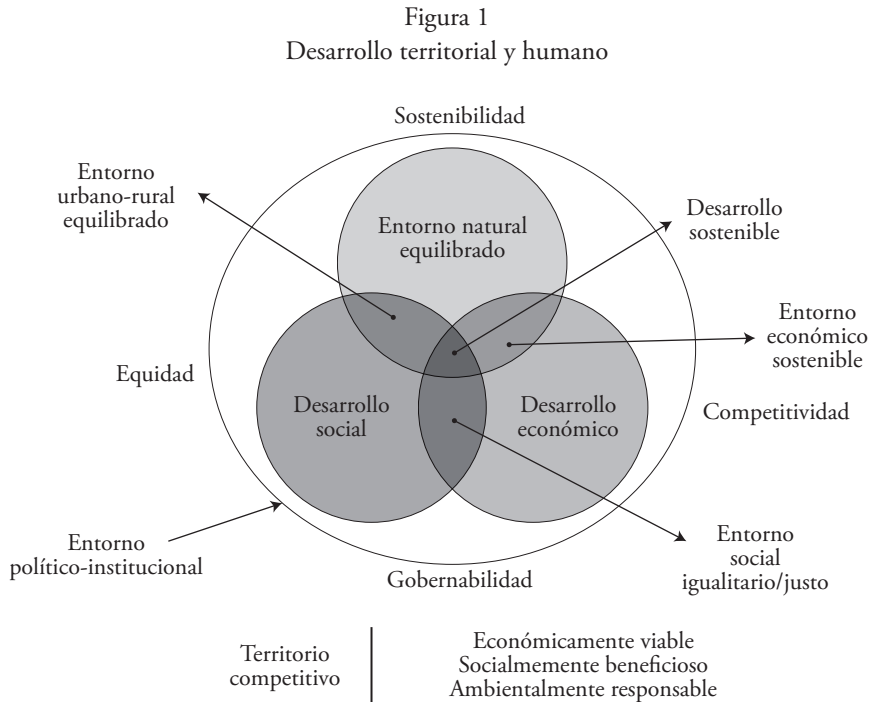 Figura 1
Desarrollo territorial y humano
Sostenibilidad
Entorno
urbano-rural
equilibrado
Entorno natural
equilibrado
Desarrollo
sostenible
Entorno
económico
sostenible
Equidad
Desarrollo
social
Desarrollo
económico
Competitividad
Entorno
político-institucional
Gobernabilidad
Entorno
social
igualitario/justo
Territorio
competitivo
Económicamente viable
Socialmemente beneficioso
Ambientalmente responsable